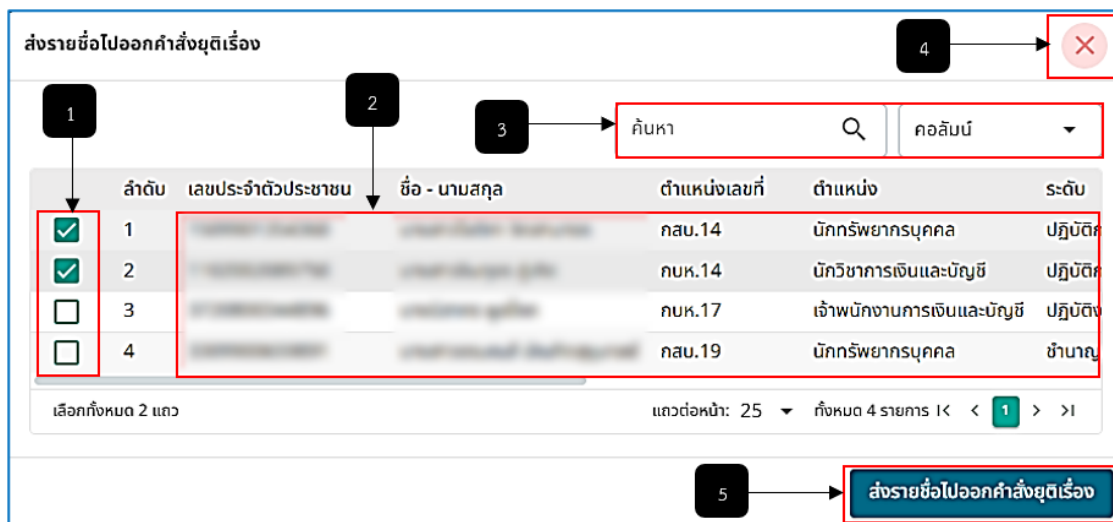 ส่งรายชื่อไปออกคำสั่งยุติเรื่อง
4
1
2
3
ค้นหา
คอลัมน์
ลำดับ เลขประจำตัวประชาชน ชื่อ - นามสกุล ตำแหน่งเลขที่ ตำแหน่ง ระดับ
1 กสบ.14 นักทรัพยากรบุคคล
2 กบห.14 นักวิชาการเงินและบัญชี
3 กบห.17 เจ้าพนักงานการเงินและบัญชี
4 กสบ.19 นักทรัพยากรบุคคล
เลือกทั้งหมด 2 แถว แถวต่อหน้า: 25 ทั้งหมด 4 รายการ 1
5
ส่งรายชื่อไปออกคำสั่งยุติเรื่อง